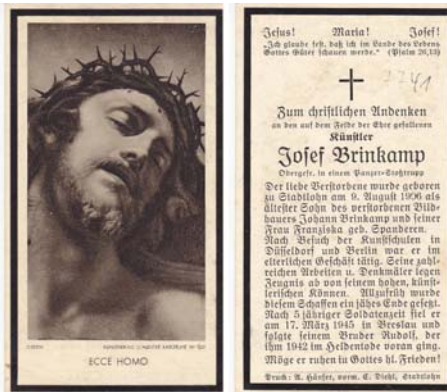 ECCE HOMO
Jesus! Maria! Josef!
„Ich glaube fest, daß ich im Lande des Lebens
Gottes Güter schauen werde.“ (Psalm 26,13)
2241
Zum christlichen Andenken
an den auf dem Felde der Ehre gefallenen
Künstler
Josef Brinkamp
Obergefr. in einem Panzer-Stoßtrupp
Der liebe Verstorbene wurde geboren
zu Stadtlohn am 9. August 1906 als
ältester Sohn des verstorbenen Bild-
hauers Johann Brinkamp und seiner
Frau Franziska geb. Spanderen.
Nach Besuch der Kunstschulen in
Düsseldorf und Berlin war er im
elterlichen Geschäft tätig. Seine zahl-
reichen Arbeiten u. Denkmäler legen
Zeugnis ab von seinem hohen, künst-
lerischen Können. Allzufrüh wurde
diesem Schaffen ein jähes Ende gesetzt.
Nach 5 jähriger Soldatenzeit fiel er
am 17. März 1945 in Breslau und
folgte seinem Bruder Rudolf, der
ihm 1942 im Heldentode voran ging.
Möge er ruhen in Gottes hl. Frieden!
Druck: A. Hünfer, vorm. C. Diehl, Stadtlohn